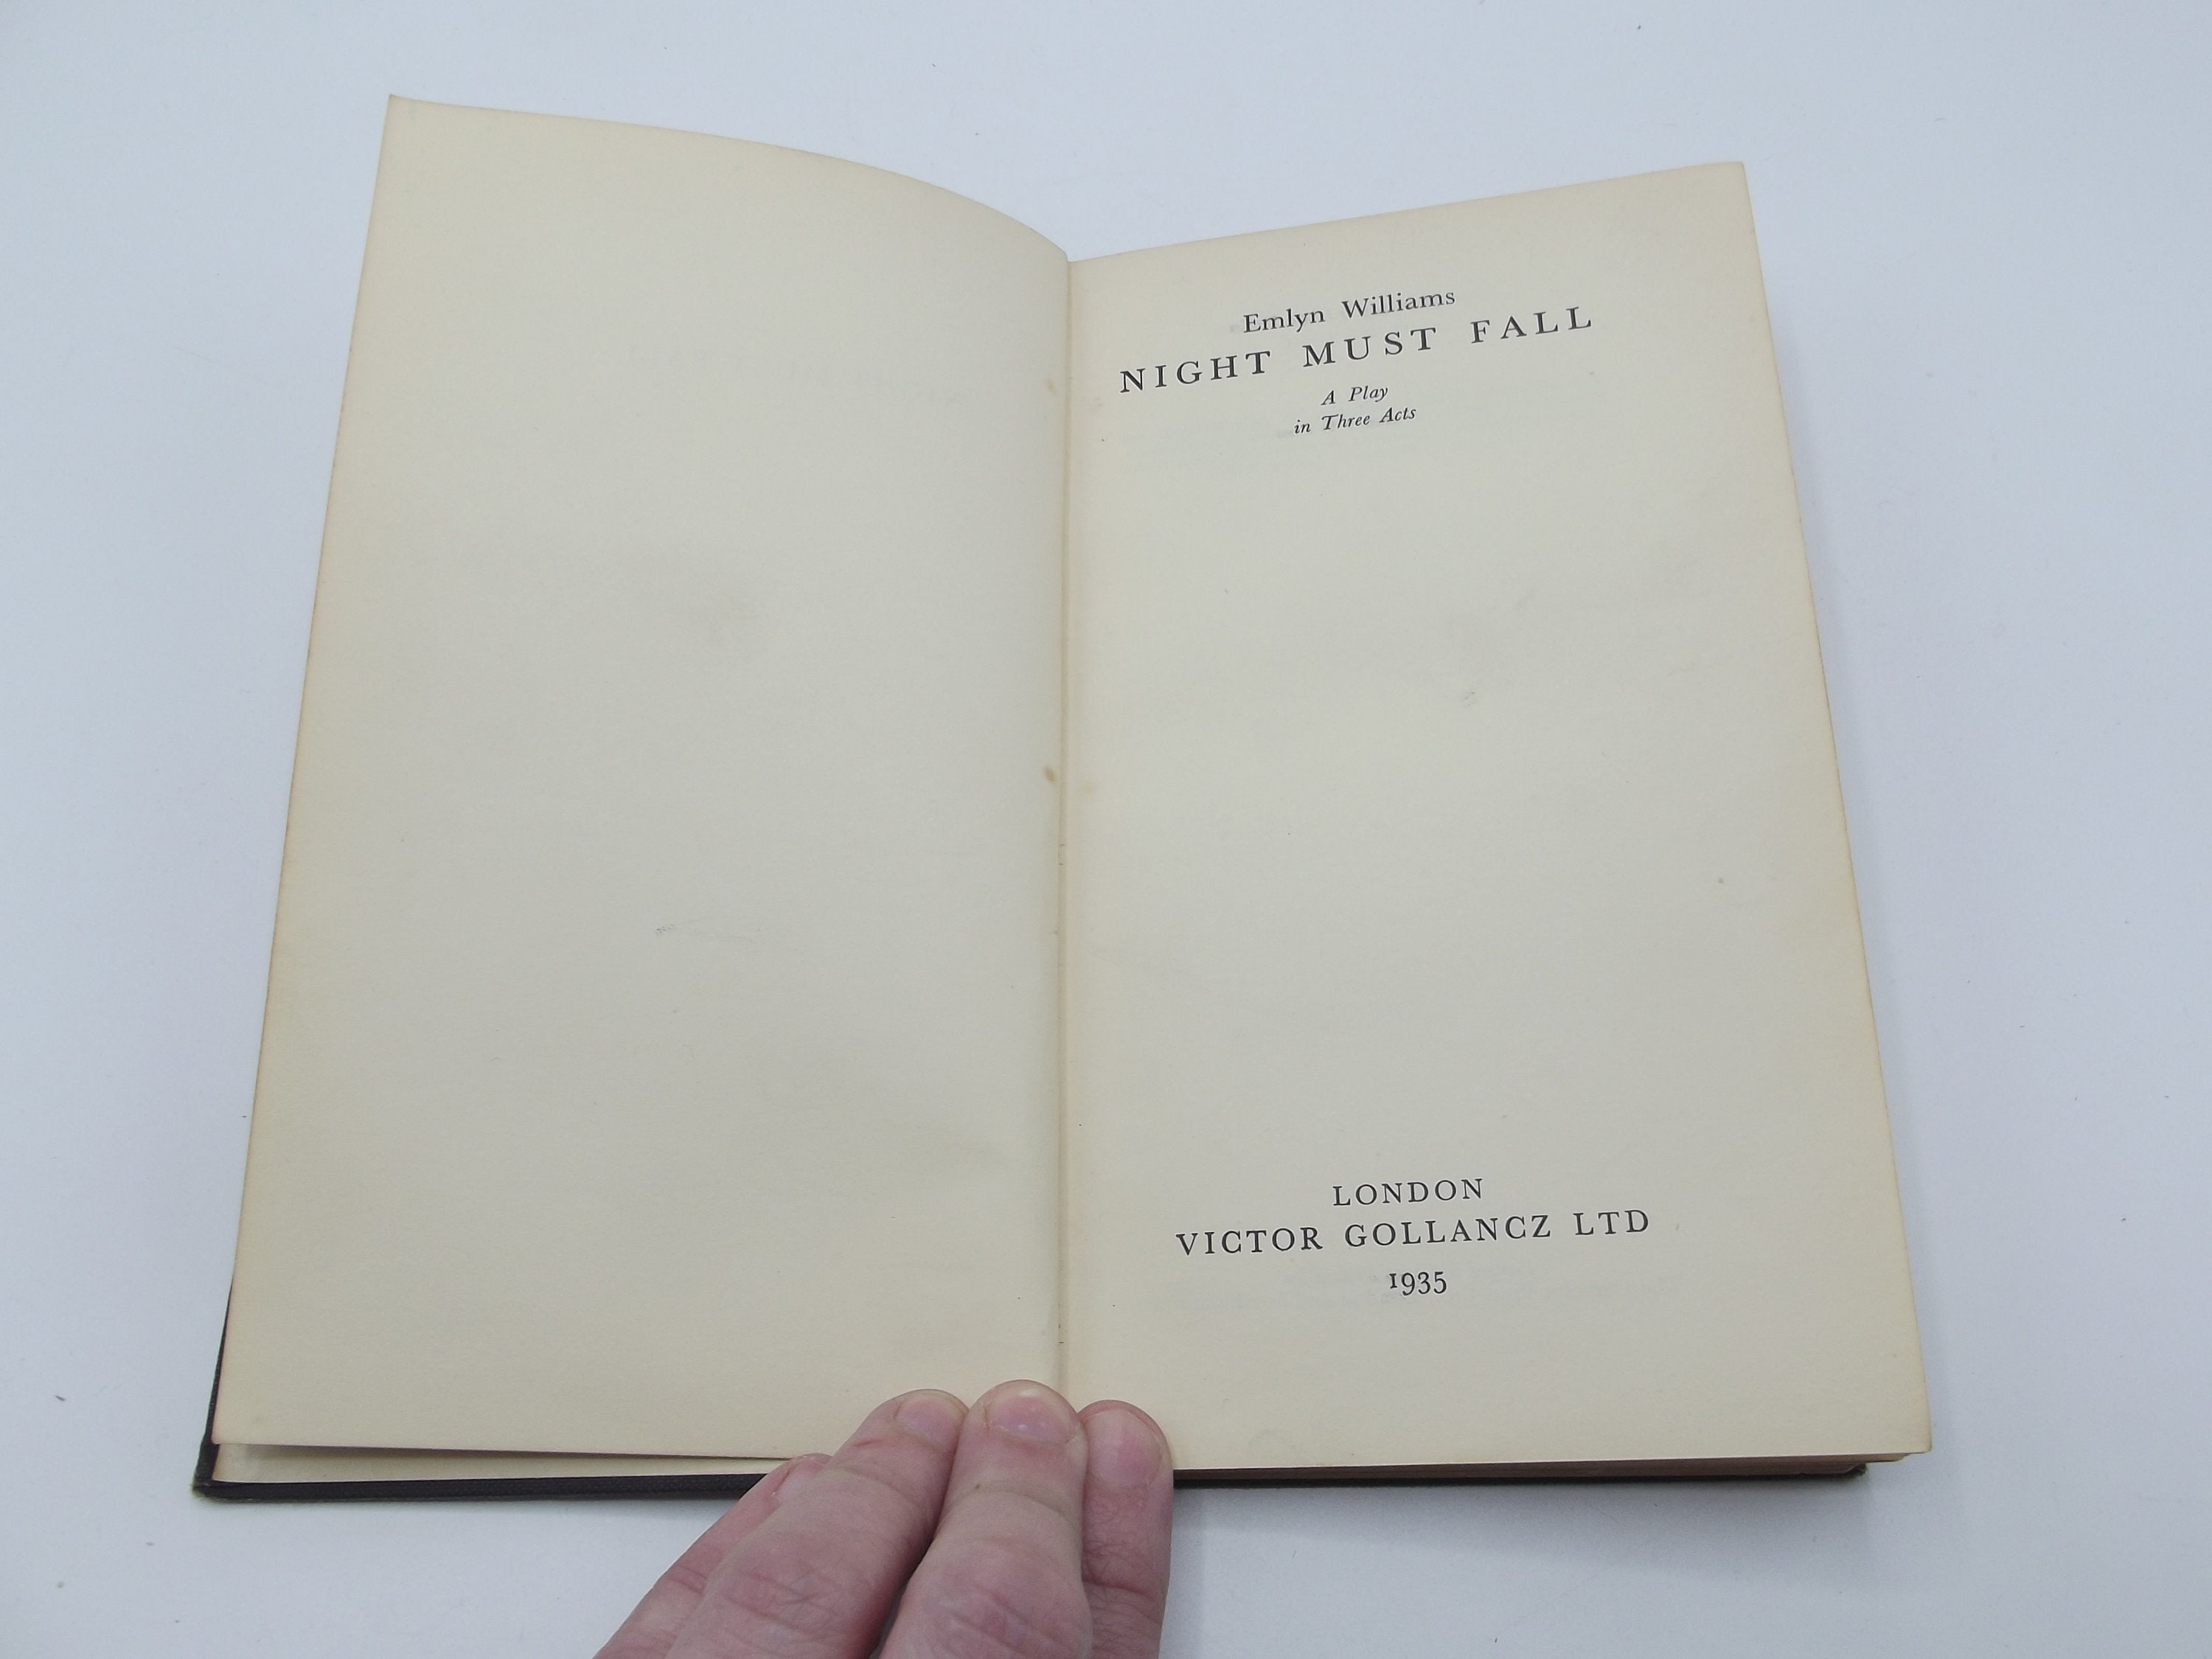 Emlyn Williams
NIGHT MUST FALL
A Play
in Three Acts
LONDON
VICTOR GOLLANCZ LTD
1935